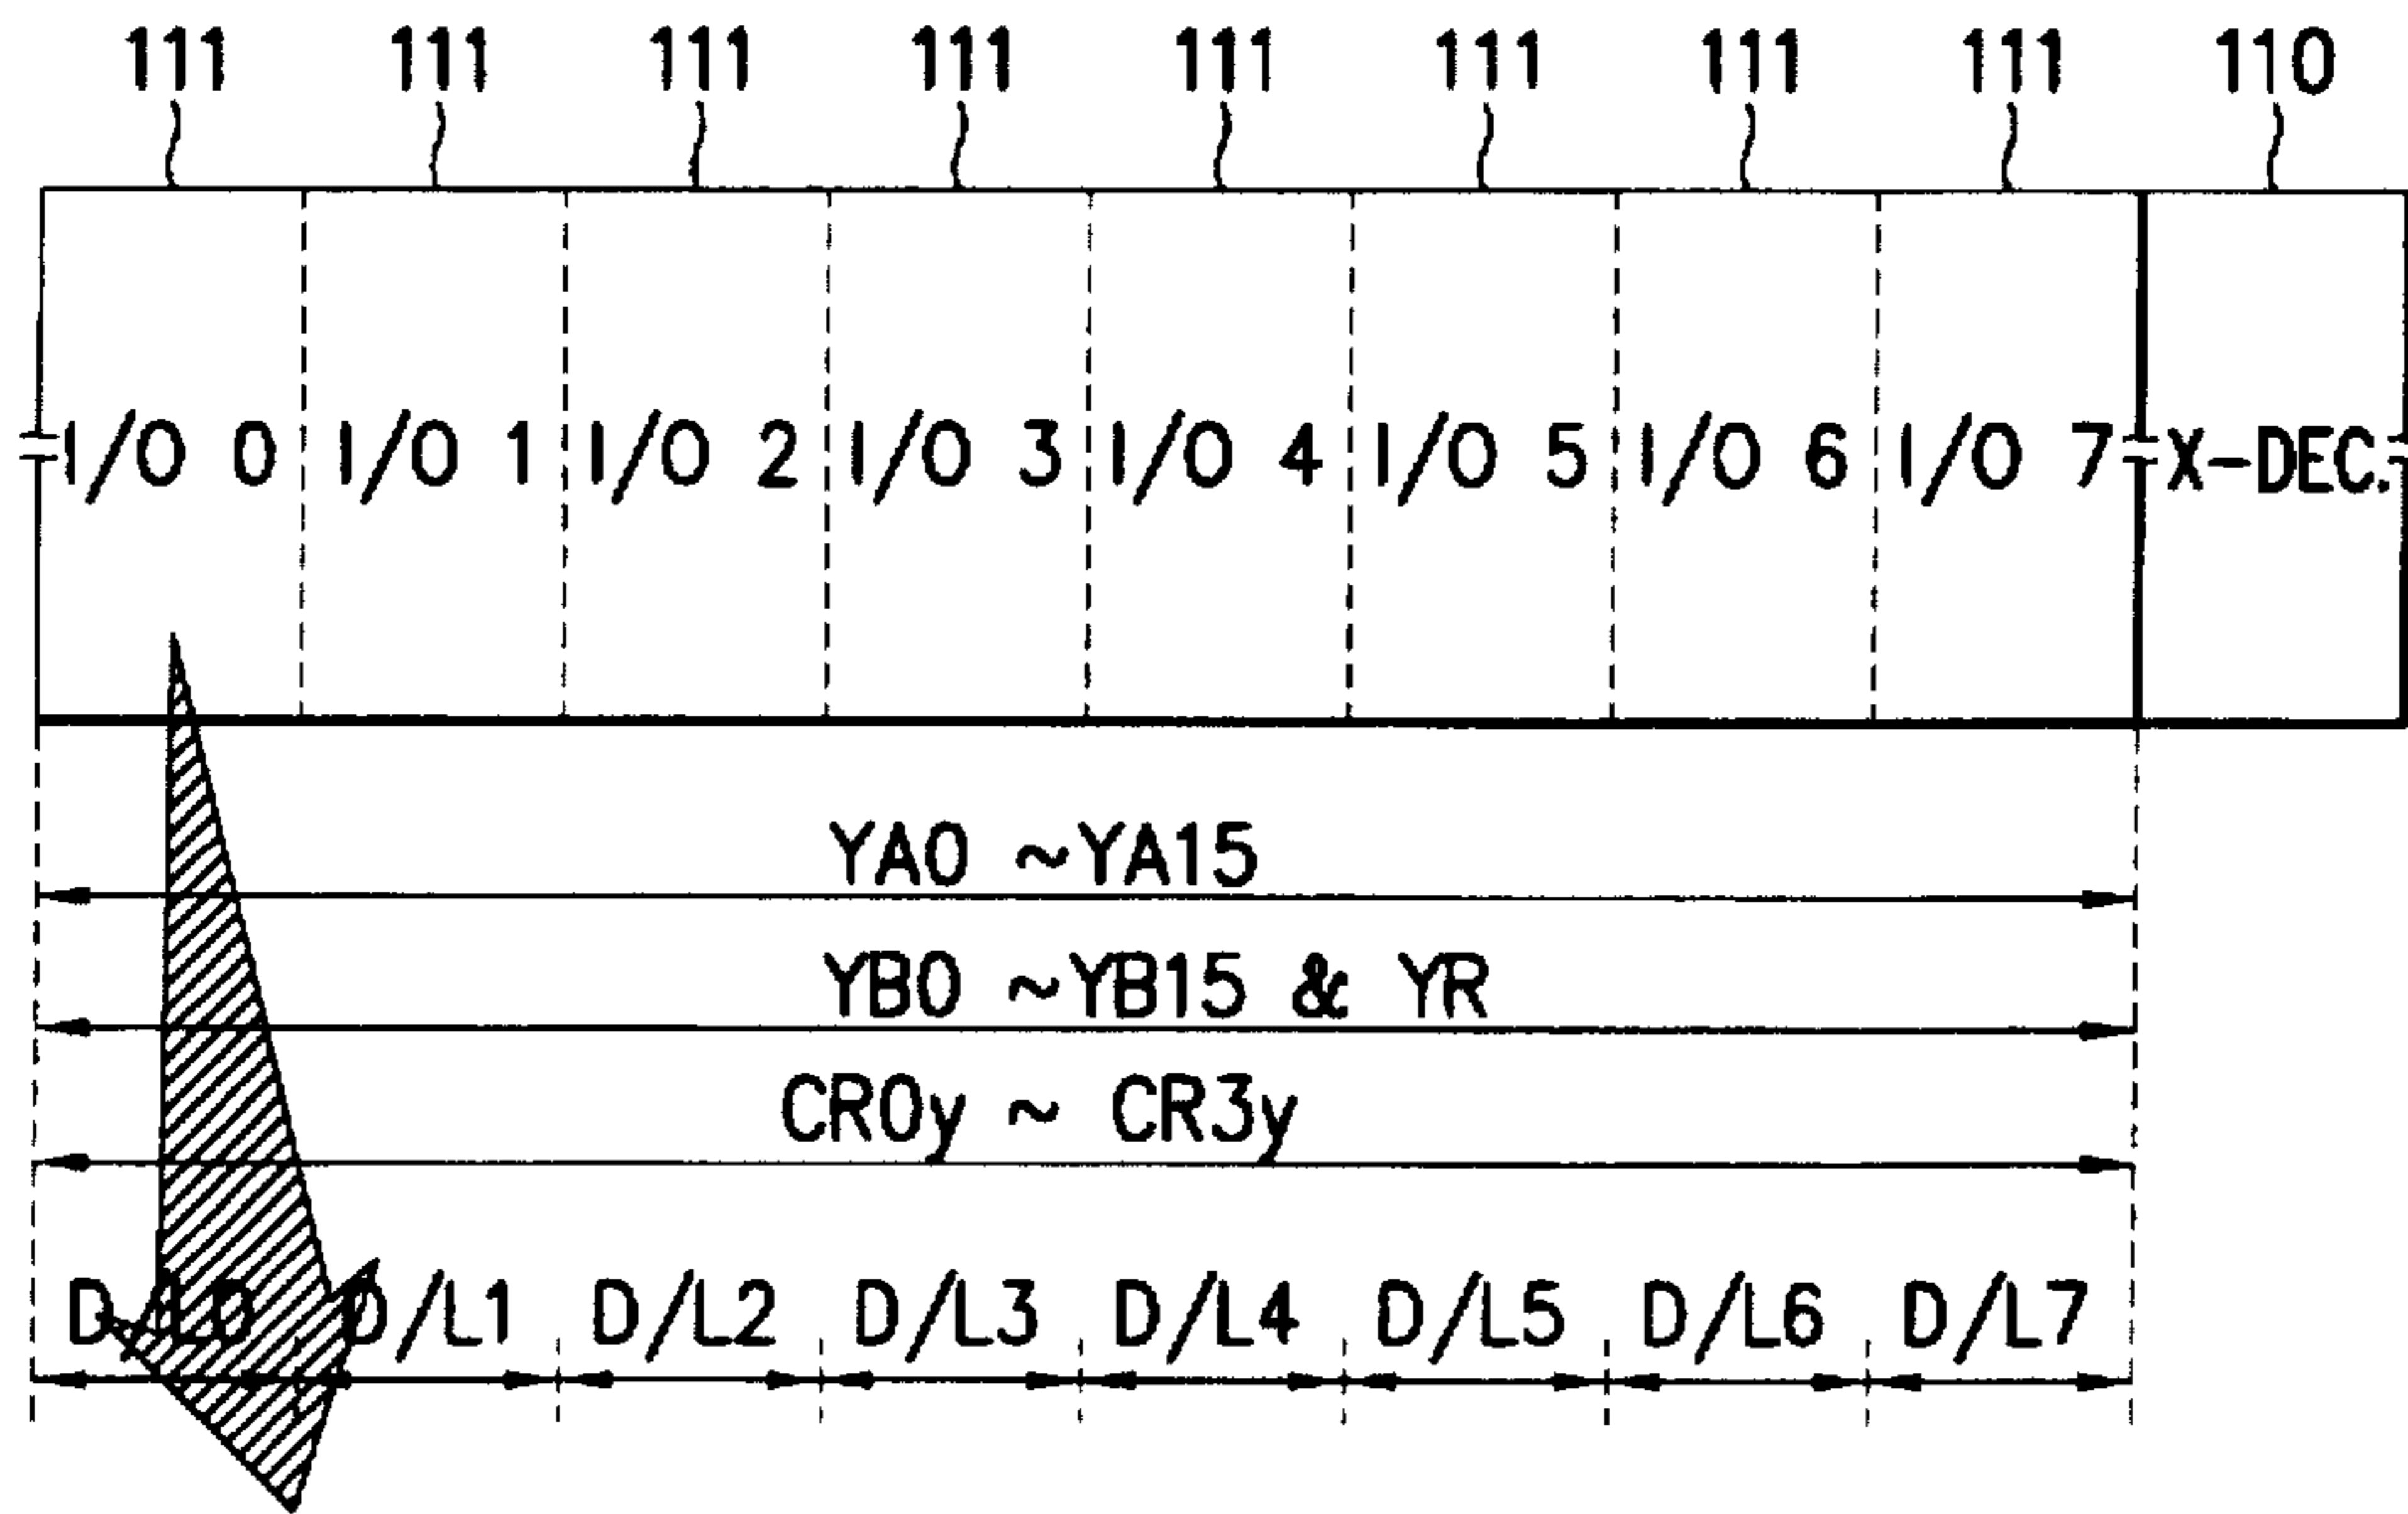 111 111 111 111 111 111 111 111 110
I/O 0 I/O 1 I/O 2 I/O 3 I/O 4 I/O 5 I/O 6 I/O 7 X-DEC.
YA0 ~YA15
YB0 ~YB15 & YR
CR0y ~ CR3y
D/L1 D/L2 D/L3 D/L4 D/L5 D/L6 D/L7